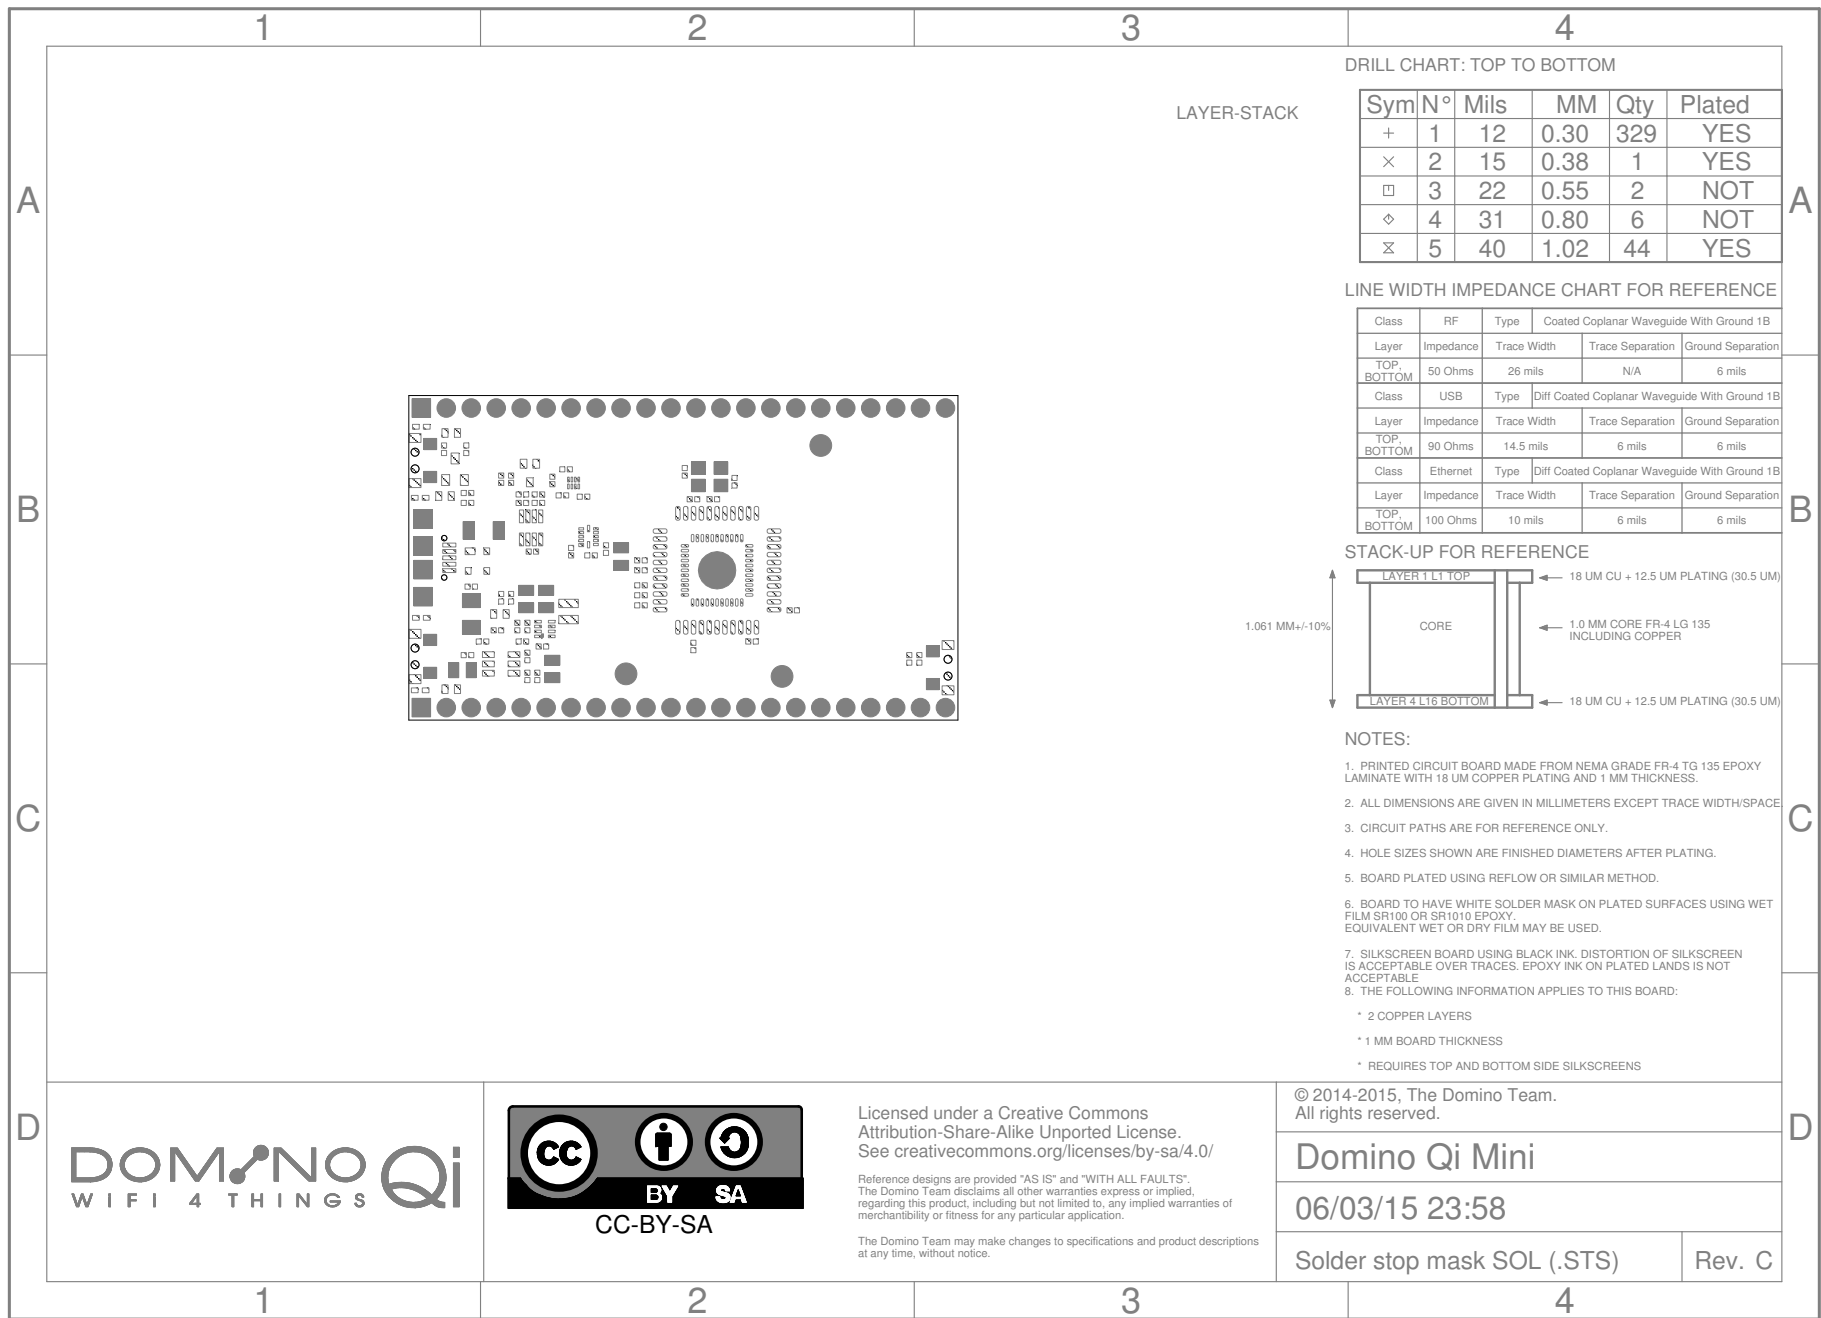 1 2 3 4
DRILL CHART: TOP TO BOTTOM
LAYER-STACK
Sym N° Mils MM Qty Plated
+ 1 12 0.30 329 YES
× 2 15 0.38 1 YES
3 22 0.55 2 NOT
4 31 0.80 6 NOT
5 40 1.02 44 YES
A A
LINE WIDTH IMPEDANCE CHART FOR REFERENCE
Class RF Type Coated Coplanar Waveguide With Ground 1B
Layer Impedance Trace Width Trace Separation Ground Separation
TOP, BOTTOM 50 Ohms 26 mils N/A 6 mils
Class USB Type Diff Coated Coplanar Waveguide With Ground 1B
Layer Impedance Trace Width Trace Separation Ground Separation
TOP, BOTTOM 90 Ohms 14.5 mils 6 mils 6 mils
Class Ethernet Type Diff Coated Coplanar Waveguide With Ground 1B
Layer Impedance Trace Width Trace Separation Ground Separation
TOP, BOTTOM 100 Ohms 10 mils 6 mils 6 mils
B B
STACK-UP FOR REFERENCE
LAYER 1 L1 TOP
18 UM CU + 12.5 UM PLATING (30.5 UM)
1.061 MM+/-10%
CORE
1.0 MM CORE FR-4 LG 135
INCLUDING COPPER
LAYER 4 L16 BOTTOM
18 UM CU + 12.5 UM PLATING (30.5 UM)
NOTES:
1. PRINTED CIRCUIT BOARD MADE FROM NEMA GRADE FR-4 TG 135 EPOXY
LAMINATE WITH 18 UM COPPER PLATING AND 1 MM THICKNESS.
2. ALL DIMENSIONS ARE GIVEN IN MILLIMETERS EXCEPT TRACE WIDTH/SPACE
3. CIRCUIT PATHS ARE FOR REFERENCE ONLY.
4. HOLE SIZES SHOWN ARE FINISHED DIAMETERS AFTER PLATING.
5. BOARD PLATED USING REFLOW OR SIMILAR METHOD.
6. BOARD TO HAVE WHITE SOLDER MASK ON PLATED SURFACES USING WET
FILM SR100 OR SR1010 EPOXY.
EQUIVALENT WET OR DRY FILM MAY BE USED.
7. SILKSCREEN BOARD USING BLACK INK. DISTORTION OF SILKSCREEN
IS ACCEPTABLE OVER TRACES. EPOXY INK ON PLATED LANDS IS NOT
ACCEPTABLE
8. THE FOLLOWING INFORMATION APPLIES TO THIS BOARD:
* 2 COPPER LAYERS
* 1 MM BOARD THICKNESS
* REQUIRES TOP AND BOTTOM SIDE SILKSCREENS
C C
D D
DOMINO Qi
WIFI 4 THINGS
CC BY SA
CC-BY-SA
Licensed under a Creative Commons
Attribution-Share-Alike Unported License.
See creativecommons.org/licenses/by-sa/4.0/
Reference designs are provided "AS IS" and "WITH ALL FAULTS".
The Domino Team disclaims all other warranties express or implied,
regarding this product, including but not limited to, any implied warranties of
merchantibility or fitness for any particular application.
The Domino Team may make changes to specifications and product descriptions
at any time, without notice.
© 2014-2015, The Domino Team.
All rights reserved.
Domino Qi Mini
06/03/15 23:58
Solder stop mask SOL (.STS) Rev. C
1 2 3 4